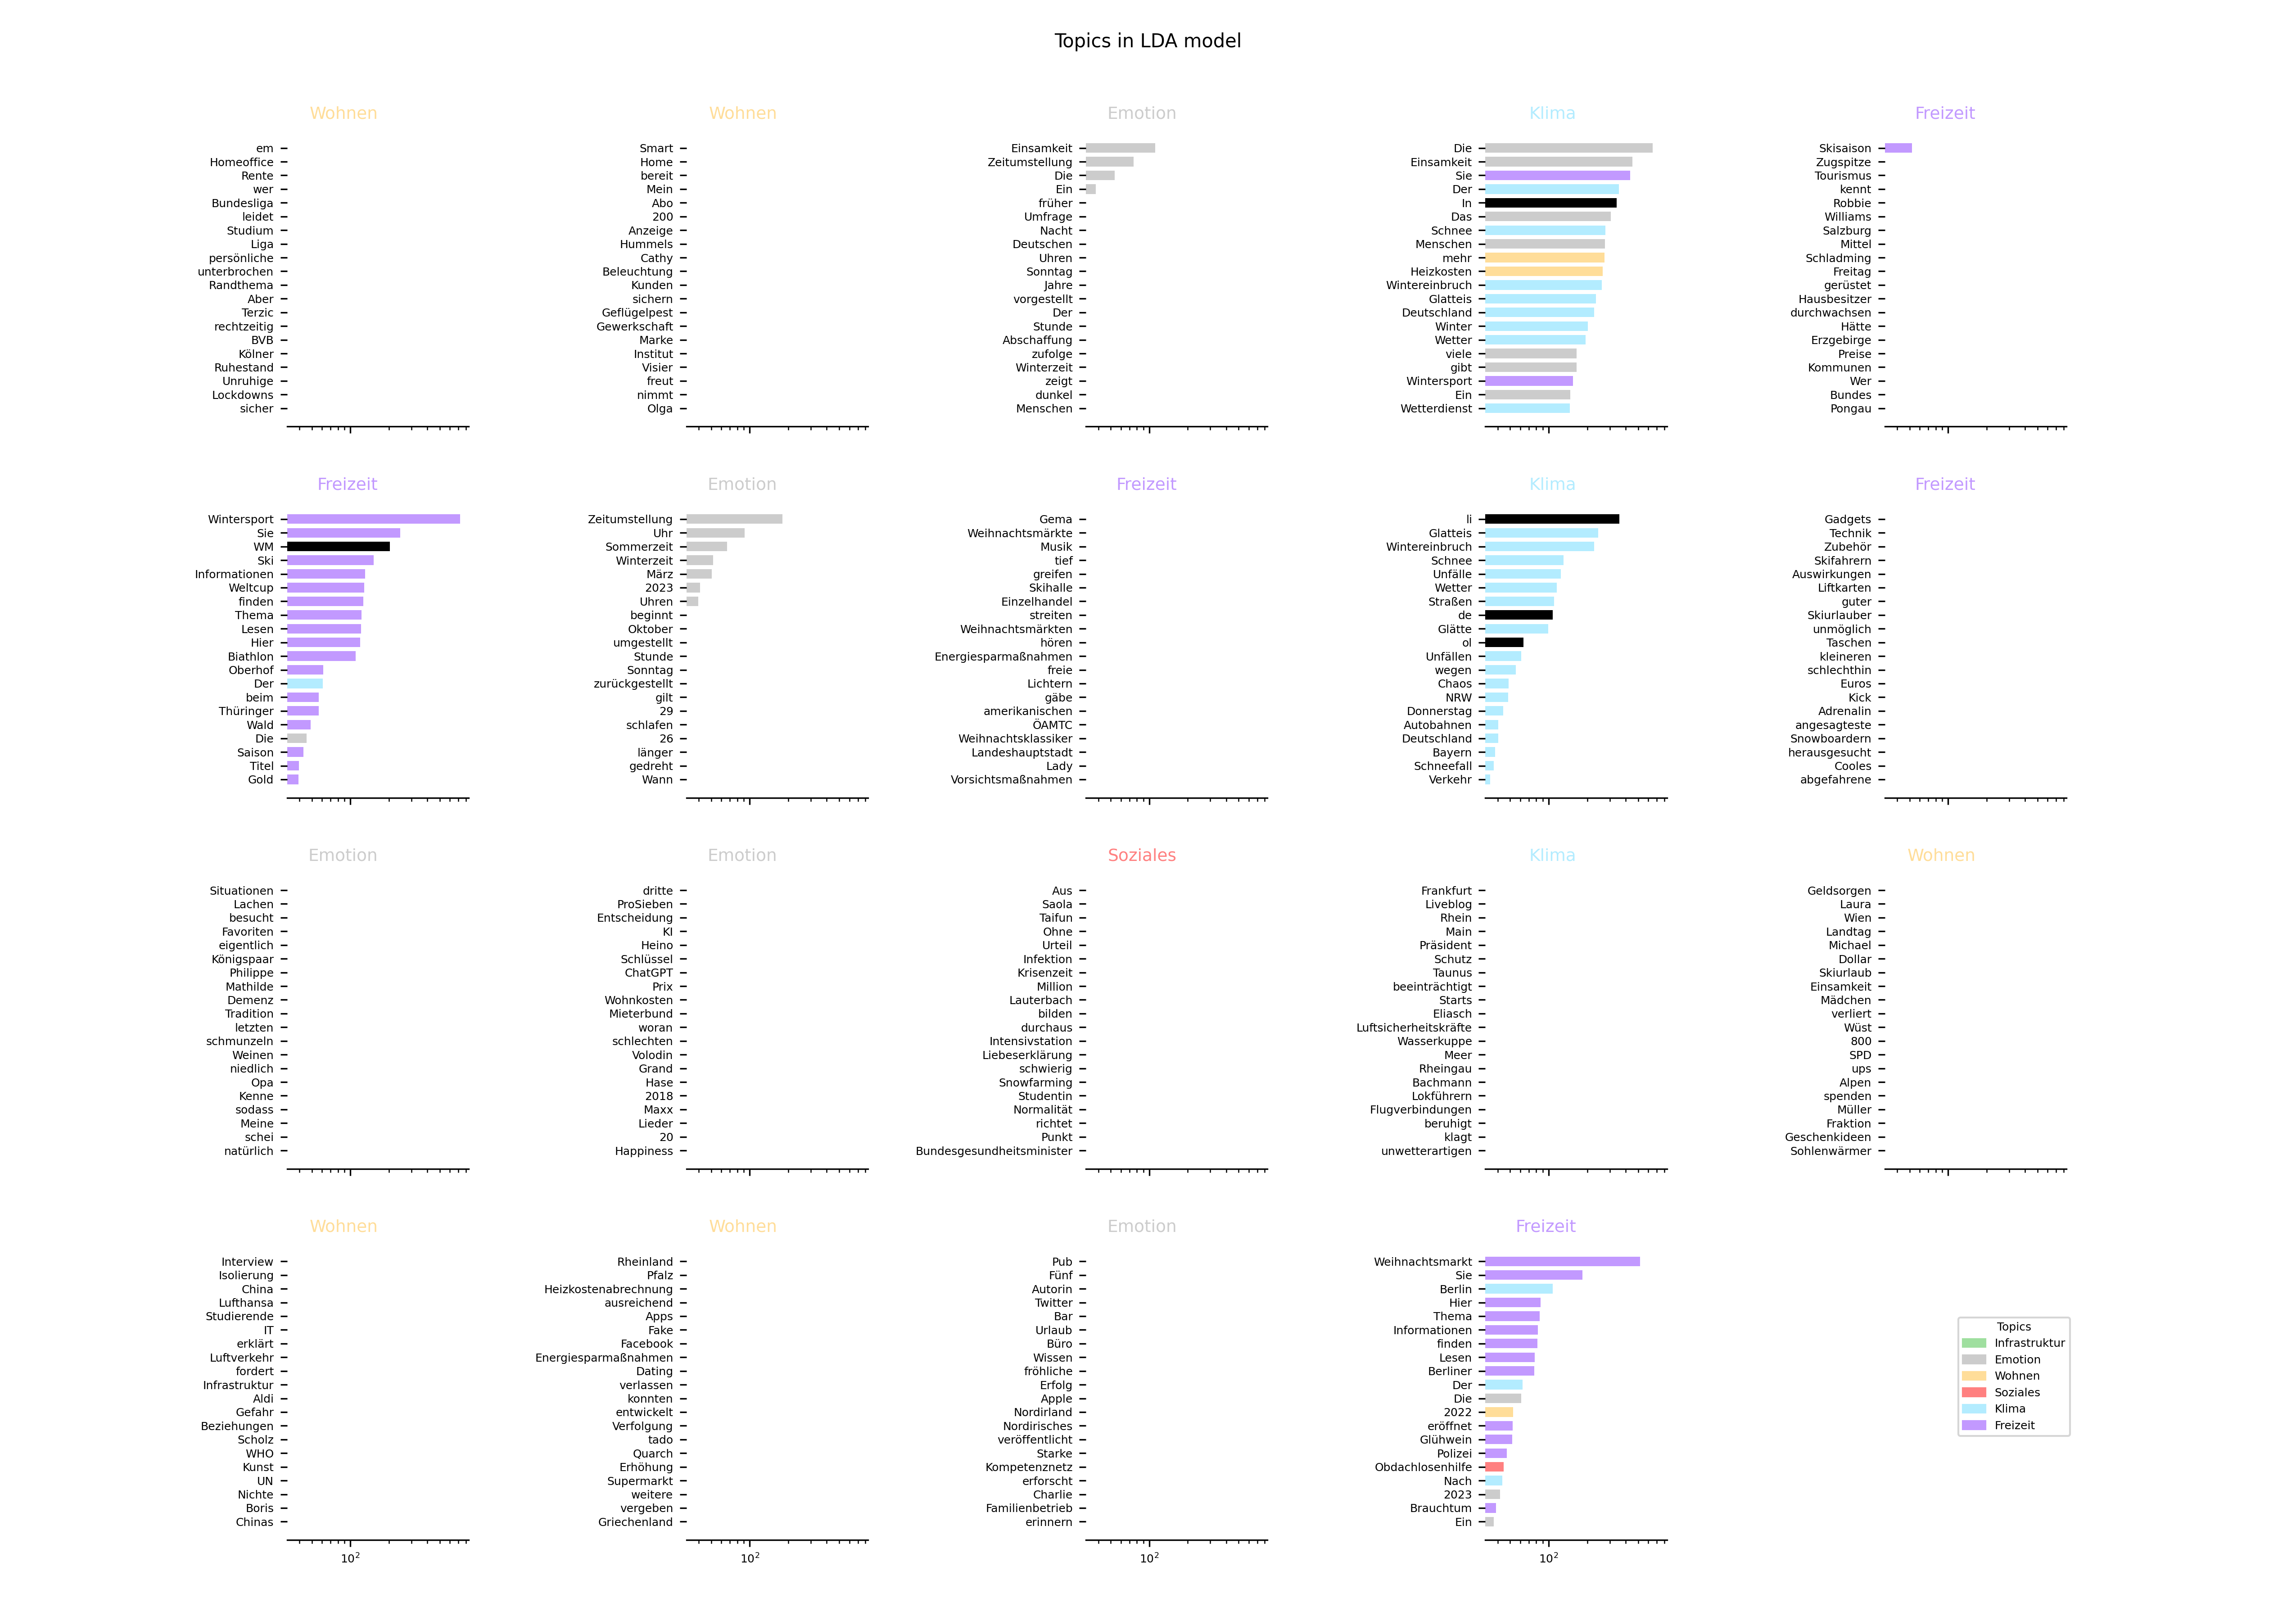 Topics in LDA model
Wohnen
em
Homeoffice
Rente
wer
Bundesliga
leidet
Studium
Liga
persönliche
unterbrochen
Randthema
Aber
Terzic
rechtzeitig
BVB
Kölner
Ruhestand
Unruhige
Lockdowns
sicher
Wohnen
Smart
Home
bereit
Mein
Abo
200
Anzeige
Hummels
Cathy
Beleuchtung
Kunden
sichern
Geflügelpest
Gewerkschaft
Marke
Institut
Visier
freut
nimmt
Olga
Emotion
Einsamkeit
Zeitumstellung
Die
Ein
früher
Umfrage
Nacht
Deutschen
Uhren
Sonntag
Jahre
vorgestellt
Der
Stunde
Abschaffung
zufolge
Winterzeit
zeigt
dunkel
Menschen
Klima
Die
Einsamkeit
Sie
Der
In
Das
Schnee
Menschen
mehr
Heizkosten
Wintereinbruch
Glatteis
Deutschland
Winter
Wetter
viele
gibt
Wintersport
Ein
Wetterdienst
Freizeit
Skisaison
Zugspitze
Tourismus
kennt
Robbie
Williams
Salzburg
Mittel
Schladming
Freitag
gerüstet
Hausbesitzer
durchwachsen
Hätte
Erzgebirge
Preise
Kommunen
Wer
Bundes
Pongau
Freizeit
Wintersport
Sie
WM
Ski
Informationen
Weltcup
finden
Thema
Lesen
Hier
Biathlon
Oberhof
Der
beim
Thüringer
Wald
Die
Saison
Titel
Gold
Emotion
Zeitumstellung
Uhr
Sommerzeit
Winterzeit
März
2023
Uhren
beginnt
Oktober
umgestellt
Stunde
Sonntag
zurückgestellt
gilt
29
schlafen
26
länger
gedreht
Wann
Freizeit
Gema
Weihnachtsmärkte
Musik
tief
greifen
Skihalle
Einzelhandel
streiten
Weihnachtsmärkten
hören
Energiesparmaßnahmen
freie
Lichtern
gäbe
amerikanischen
ÖAMTC
Weihnachtsklassiker
Landeshauptstadt
Lady
Vorsichtsmaßnahmen
Klima
li
Glatteis
Wintereinbruch
Schnee
Unfälle
Wetter
Straßen
de
Glätte
ol
Unfällen
wegen
Chaos
NRW
Donnerstag
Autobahnen
Deutschland
Bayern
Schneefall
Verkehr
Freizeit
Gadgets
Technik
Zubehör
Skifahrern
Auswirkungen
Liftkarten
guter
Skiurlauber
unmöglich
Taschen
kleineren
schlechthin
Euros
Kick
Adrenalin
angesagteste
Snowboardern
herausgesucht
Cooles
abgefahrene
Emotion
Situationen
Lachen
besucht
Favoriten
eigentlich
Königspaar
Philippe
Mathilde
Demenz
Tradition
letzten
schmunzeln
Weinen
niedlich
Opa
Kenne
sodass
Meine
schei
natürlich
Emotion
dritte
ProSieben
Entscheidung
KI
Heino
Schlüssel
ChatGPT
Prix
Wohnkosten
Mieterbund
woran
schlechten
Volodin
Grand
Hase
2018
Maxx
Lieder
20
Happiness
Soziales
Aus
Saola
Taifun
Ohne
Urteil
Infektion
Krisenzeit
Million
Lauterbach
bilden
durchaus
Intensivstation
Liebeserklärung
schwierig
Snowfarming
Studentin
Normalität
richtet
Punkt
Bundesgesundheitsminister
Klima
Frankfurt
Liveblog
Rhein
Main
Präsident
Schutz
Taunus
beeinträchtigt
Starts
Eliasch
Luftsicherheitskräfte
Wasserkuppe
Meer
Rheingau
Bachmann
Lokführern
Flugverbindungen
beruhigt
klagt
unwetterartigen
Wohnen
Geldsorgen
Laura
Wien
Landtag
Michael
Dollar
Skiurlaub
Einsamkeit
Mädchen
verliert
Wüst
800
SPD
ups
Alpen
spenden
Müller
Fraktion
Geschenkideen
Sohlenwärmer
Wohnen
Interview
Isolierung
China
Lufthansa
Studierende
IT
erklärt
Luftverkehr
fordert
Infrastruktur
Aldi
Gefahr
Beziehungen
Scholz
WHO
Kunst
UN
Nichte
Boris
Chinas
10²
Wohnen
Rheinland
Pfalz
Heizkostenabrechnung
ausreichend
Apps
Fake
Facebook
Energiesparmaßnahmen
Dating
verlassen
konnten
entwickelt
Verfolgung
tado
Quarch
Erhöhung
Supermarkt
weitere
vergeben
Griechenland
10²
Emotion
Pub
Fünf
Autorin
Twitter
Bar
Urlaub
Büro
Wissen
fröhliche
Erfolg
Apple
Nordirland
Nordirisches
veröffentlicht
Starke
Kompetenznetz
erforscht
Charlie
Familienbetrieb
erinnern
10²
Freizeit
Weihnachtsmarkt
Sie
Berlin
Hier
Thema
Informationen
finden
Lesen
Berliner
Der
Die
2022
eröffnet
Glühwein
Polizei
Obdachlosenhilfe
Nach
2023
Brauchtum
Ein
10²
Topics
Infrastruktur
Emotion
Wohnen
Soziales
Klima
Freizeit